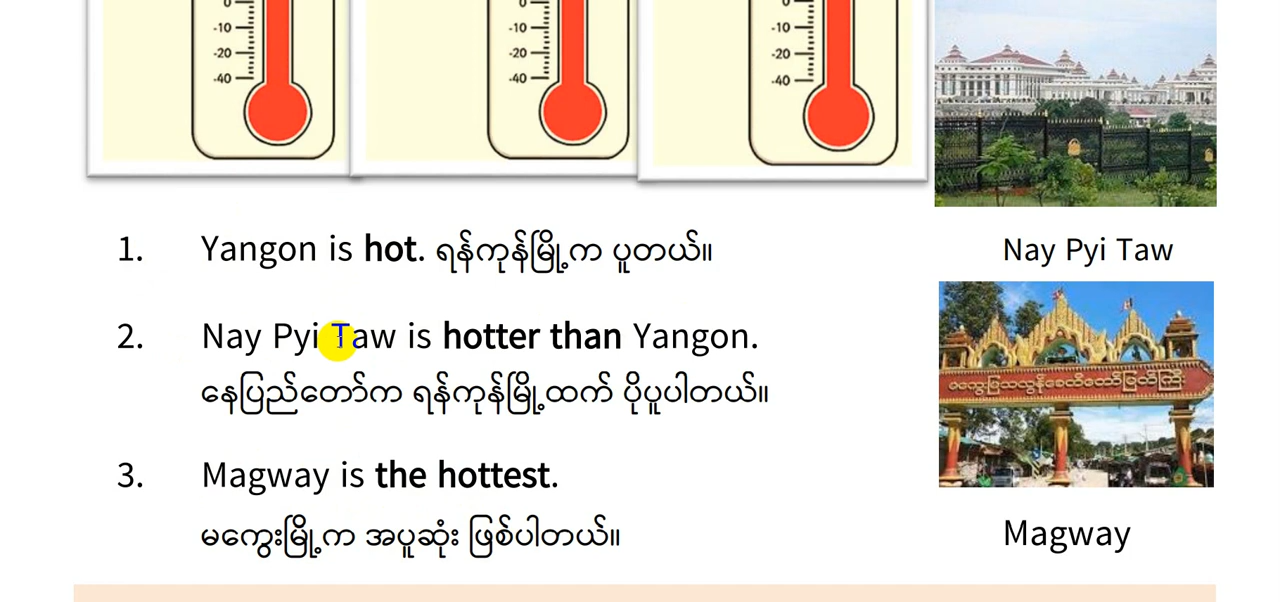 0 0 0
-10 -10 -10
-20 -20 -20
-40 -40 -40
1. Yangon is hot. ရန်ကုန်မြို့က ပူတယ်။
Nay Pyi Taw
2. Nay Pyi Taw is hotter than Yangon.
နေပြည်တော်က ရန်ကုန်မြို့ထက် ပိုပူပါတယ်။
3. Magway is the hottest.
မကွေးမြို့က အပူဆုံး ဖြစ်ပါတယ်။
Magway